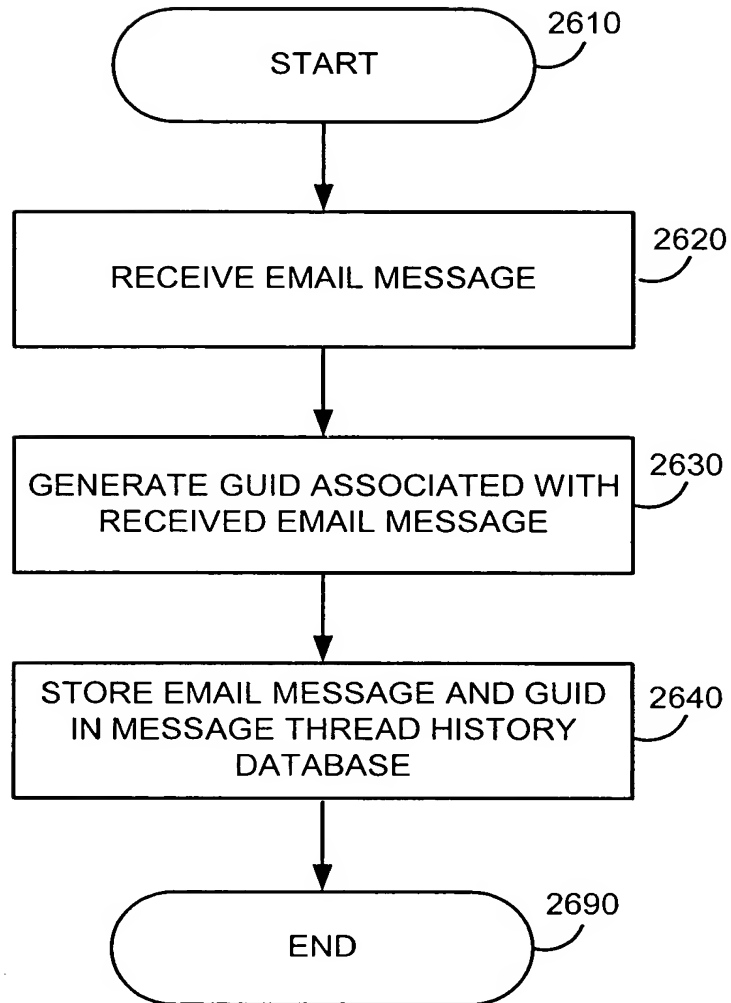 2610
START
2620
RECEIVE EMAIL MESSAGE
2630
GENERATE GUID ASSOCIATED WITH
RECEIVED EMAIL MESSAGE
2640
STORE EMAIL MESSAGE AND GUID
IN MESSAGE THREAD HISTORY
DATABASE
2690
END